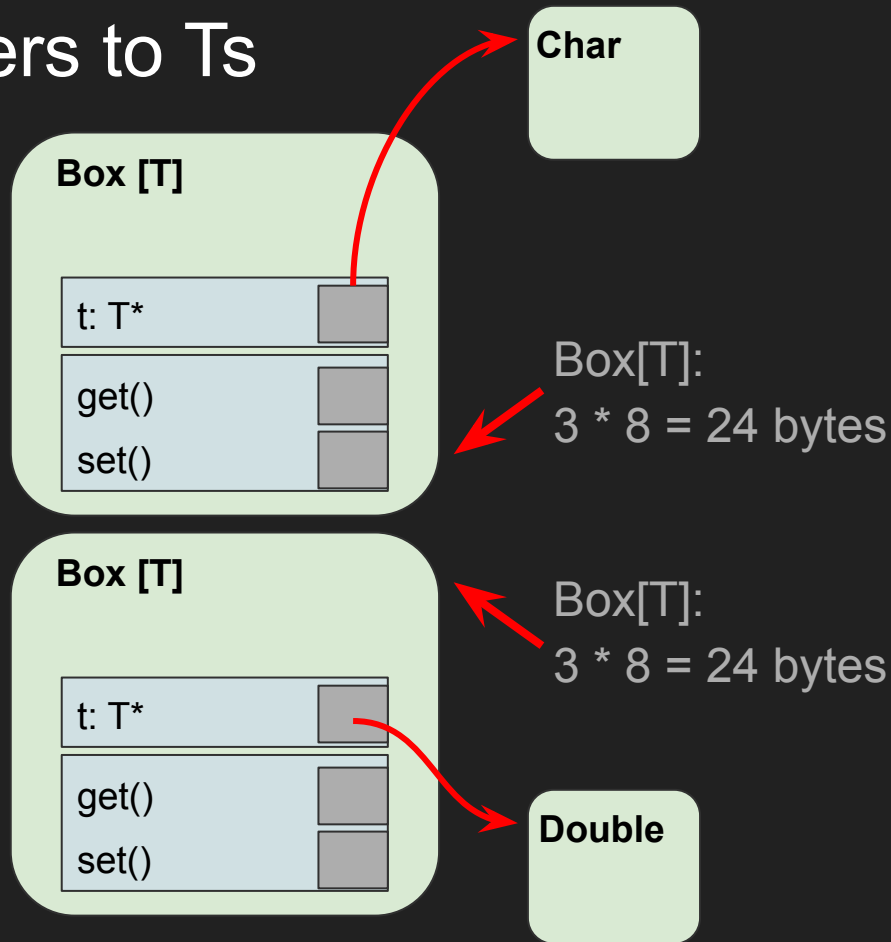 ers to Ts
Char
Box [T]
t: T*
get()
set()
Box[T]:
3 * 8 = 24 bytes
Box [T]
t: T*
get()
set()
Box[T]:
3 * 8 = 24 bytes
Double